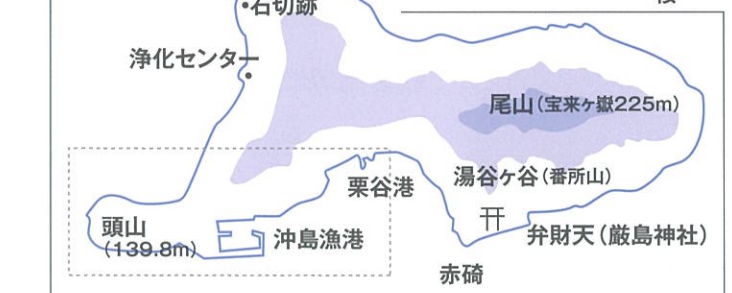 •石切跡
浄化センター
尾山(宝来ヶ嶽225m)
湯谷ヶ谷(番所山)
栗谷港
頭山
(139.8m)
沖島漁港
弁財天(厳島神社)
赤碕